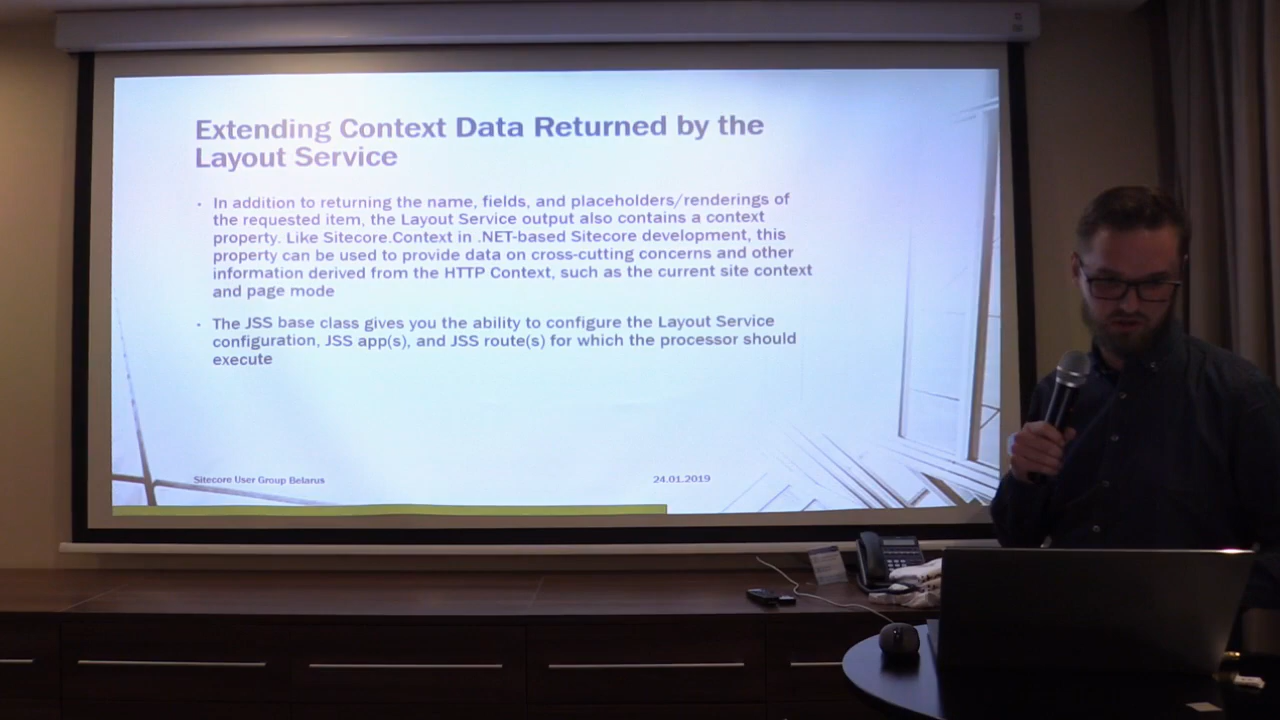 Extending Context Data Returned by the
Layout Service
· In addition to returning the name, fields, and placeholders/renderings of
the requested item, the Layout Service output also contains a context
property. Like Sitecore.Context in .NET-based Sitecore development, this
property can be used to provide data on cross-cutting concerns and other
information derived from the HTTP Context, such as the current site context
and page mode
· The JSS base class gives you the ability to configure the Layout Service
configuration, JSS app(s), and JSS route(s) for which the processor should
execute
Sitecore User Group Belarus
24.01.2019